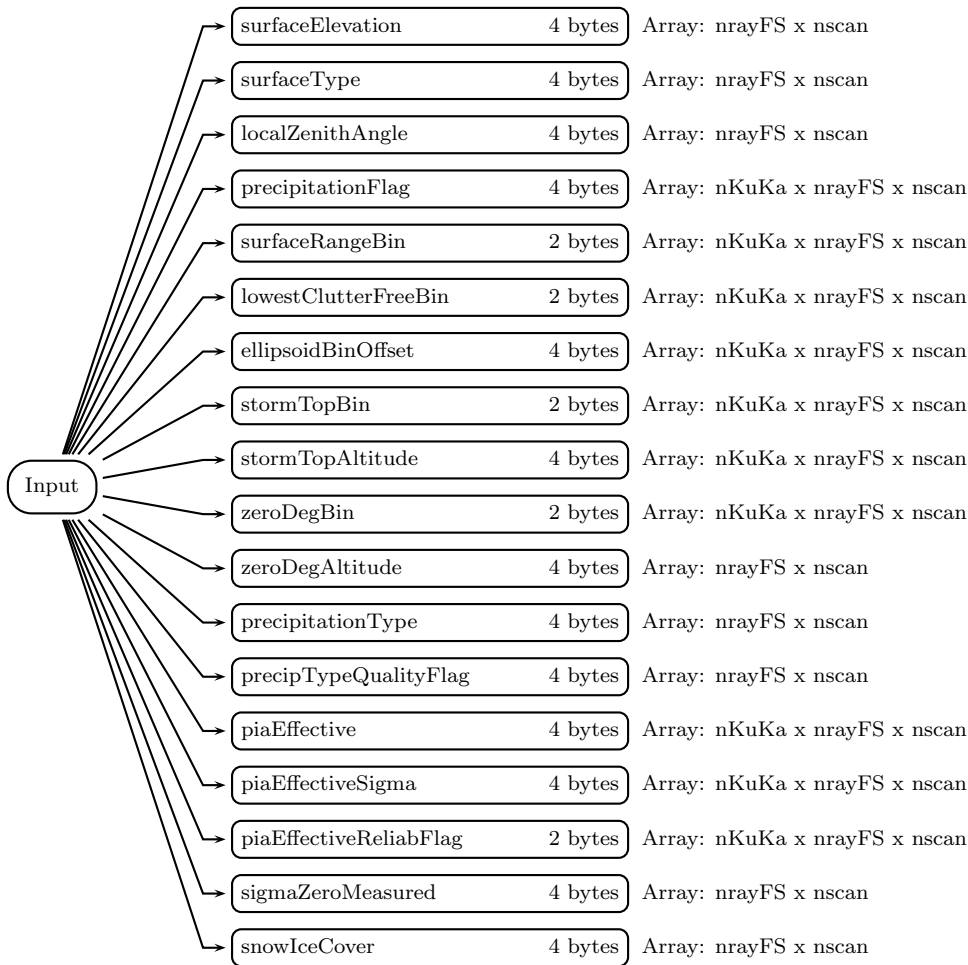 surfaceElevation 4 bytes Array: nrayFS x nscan
surfaceType 4 bytes Array: nrayFS x nscan
localZenithAngle 4 bytes Array: nrayFS x nscan
precipitationFlag 4 bytes Array: nKuKa x nrayFS x nscan
surfaceRangeBin 2 bytes Array: nKuKa x nrayFS x nscan
lowestClutterFreeBin 2 bytes Array: nKuKa x nrayFS x nscan
ellipsoidBinOffset 4 bytes Array: nKuKa x nrayFS x nscan
stormTopBin 2 bytes Array: nKuKa x nrayFS x nscan
stormTopAltitude 4 bytes Array: nKuKa x nrayFS x nscan
Input
zeroDegBin 2 bytes Array: nKuKa x nrayFS x nscan
zeroDegAltitude 4 bytes Array: nrayFS x nscan
precipitationType 4 bytes Array: nrayFS x nscan
precipTypeQualityFlag 4 bytes Array: nrayFS x nscan
piaEffective 4 bytes Array: nKuKa x nrayFS x nscan
piaEffectiveSigma 4 bytes Array: nKuKa x nrayFS x nscan
piaEffectiveReliabFlag 2 bytes Array: nKuKa x nrayFS x nscan
sigmaZeroMeasured 4 bytes Array: nrayFS x nscan
snowIceCover 4 bytes Array: nrayFS x nscan